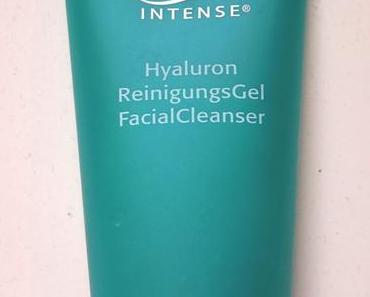 INTENSE®
Hyaluron
ReinigungsGel
FacialCleanser